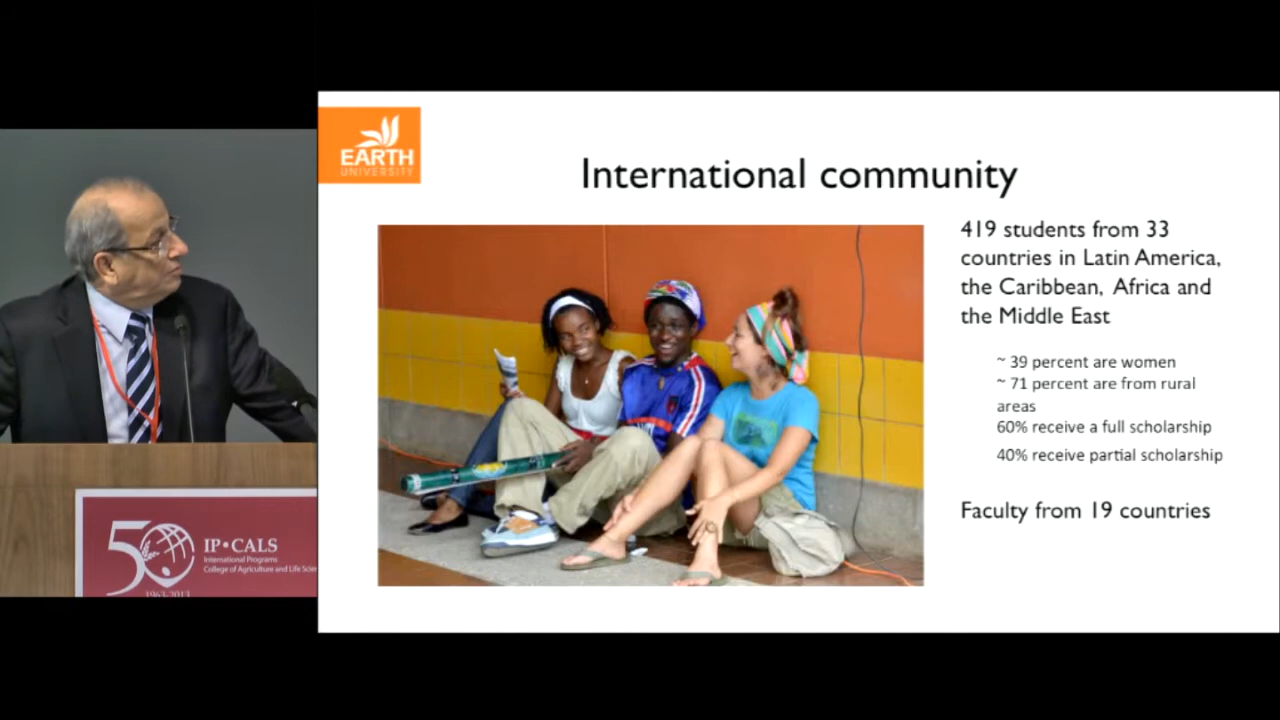 EARTH
UNIVERSITY
International community
419 students from 33
countries in Latin America,
the Caribbean, Africa and
the Middle East
~ 39 percent are women
~ 71 percent are from rural
areas
60% receive a full scholarship
40% receive partial scholarship
Faculty from 19 countries
50
IP•CALS
International Programs
College of Agriculture and Life Scien
1963-2013